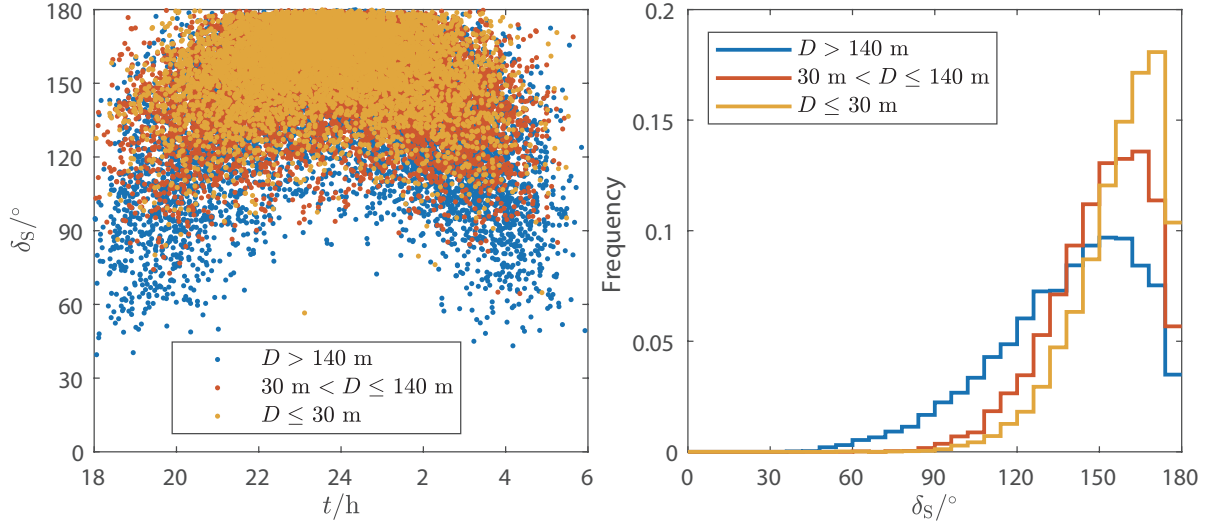 180
150
120
90
60
30
0
δS/°
D > 140 m
30 m < D ≤ 140 m
D ≤ 30 m
18 20 22 24 2 4 6
t/h
0.2
0.15
0.1
0.05
0
Frequency
D > 140 m
30 m < D ≤ 140 m
D ≤ 30 m
0 30 60 90 120 150 180
δS/°